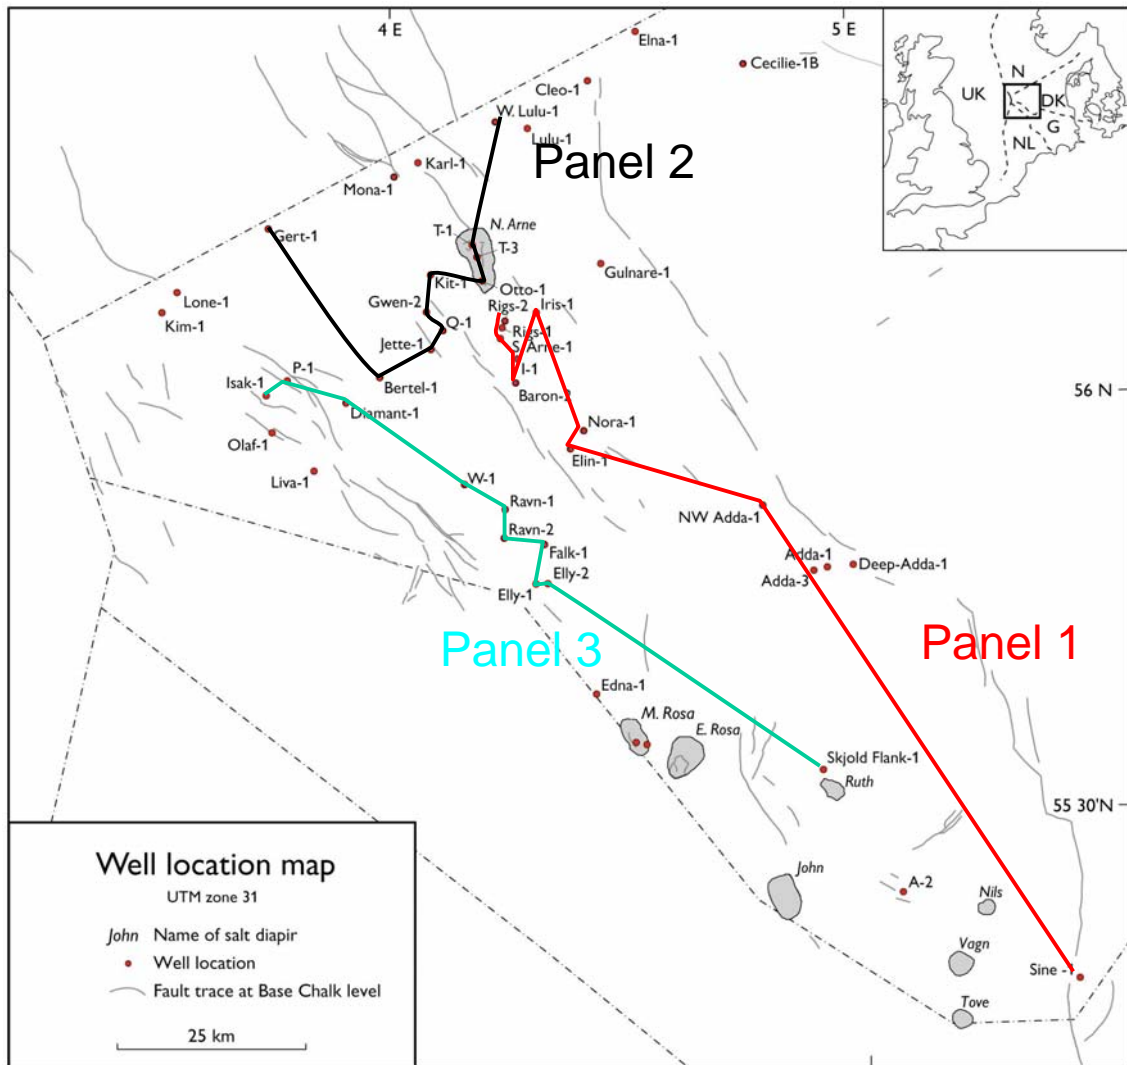 4 E
5 E
Elna-1
Cecilie-1B
N
UK
DK
G
NL
Cleo-1
W. Lulu-1
Lulu-1
Panel 2
Karl-1
Mona-1
Gert-1
T-1
N. Arne
T-3
Kit-1
Otto-1
Gulnare-1
Lone-1
Kim-1
Gwen-2
Rigs-2
Iris-1
Q-1
Rigs-1
Jette-1
S. Arne-1
P-1
I-1
Isak-1
Bertel-1
Baron-2
56 N
Diamant-1
Olaf-1
Nora-1
Elin-1
Liva-1
W-1
Ravn-1
NW Adda-1
Ravn-2
Falk-1
Adda-1
Deep-Adda-1
Elly-2
Adda-3
Elly-1
Panel 3
Panel 1
Edna-1
M. Rosa
E. Rosa
Skjold Flank-1
Ruth
55 30'N
Well location map
UTM zone 31
John Name of salt diapir
Well location
Fault trace at Base Chalk level
25 km
John
A-2
Nils
Vagn
Sine -1
Tove